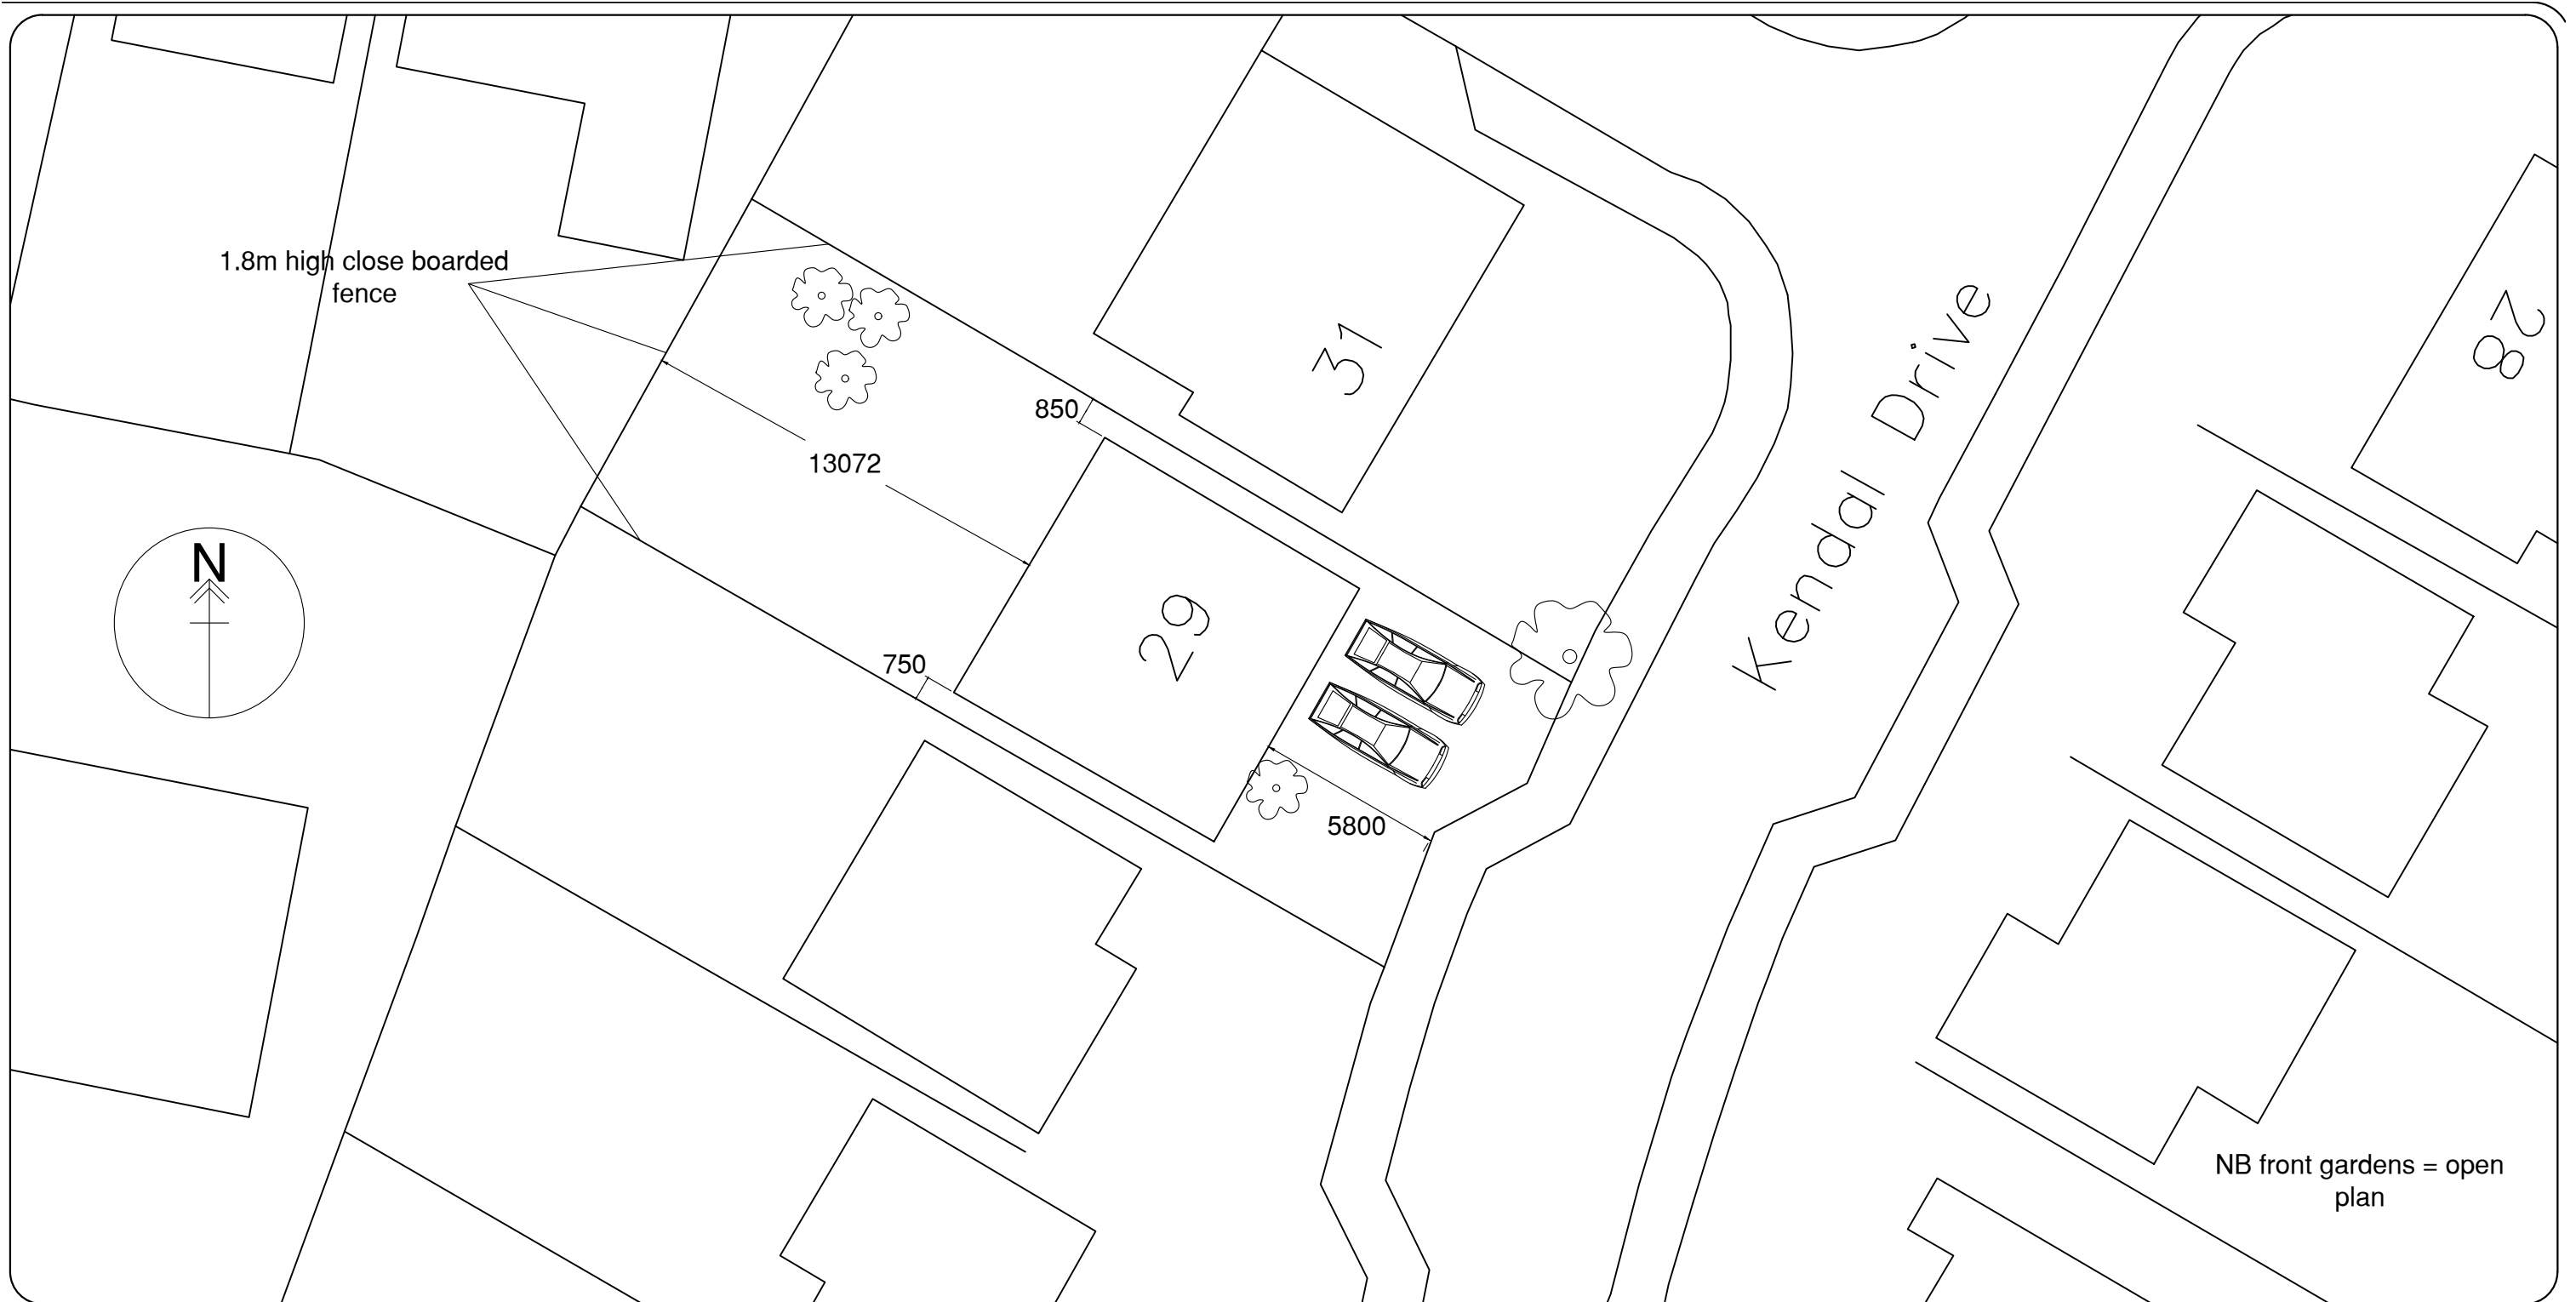 1.8m high close boarded
fence
28
31
Kendal Drive
850
13072
N
29
750
5800
NB front gardens = open
plan